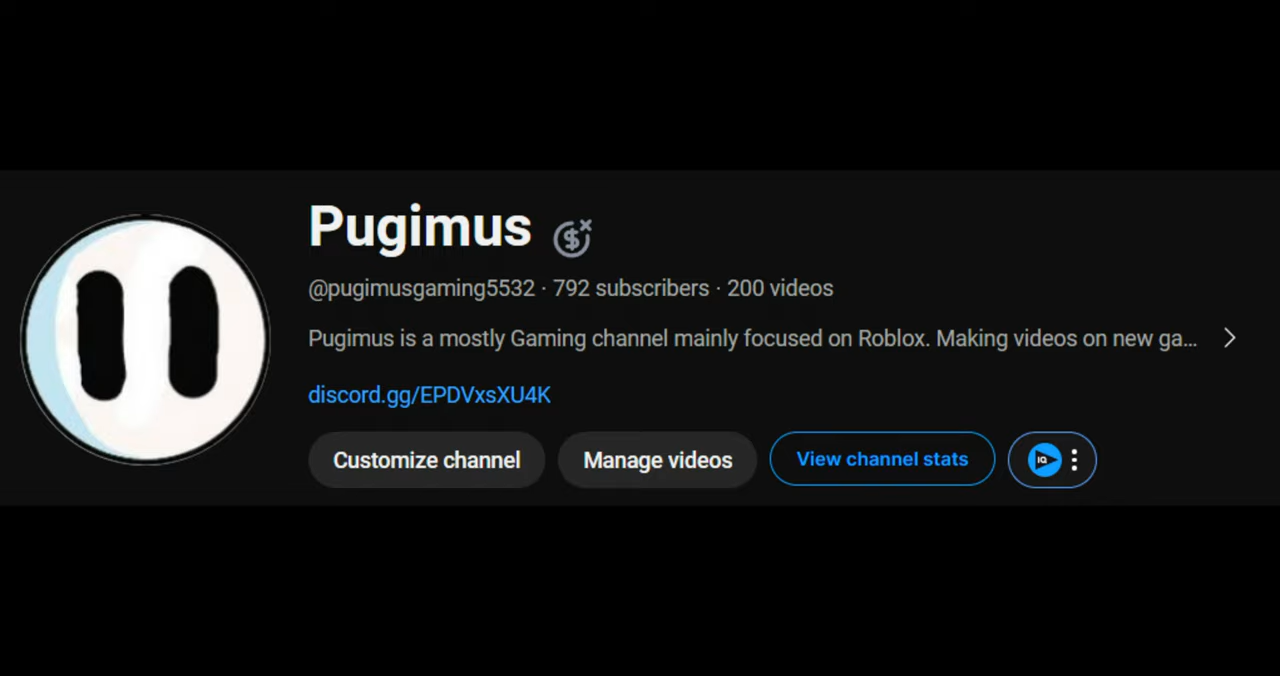 Pugimus
@pugimusgaming5532 · 792 subscribers · 200 videos
Pugimus is a mostly Gaming channel mainly focused on Roblox. Making videos on new ga...
discord.gg/EPDVxsXU4K
Customize channel Manage videos View channel stats IQ